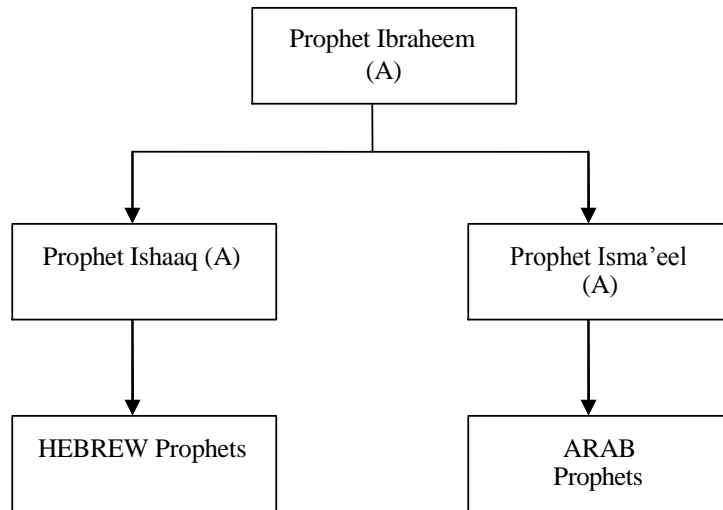 Prophet Ibraheem
(A)
Prophet Ishaaq (A)
Prophet Isma’eel
(A)
HEBREW Prophets
ARAB
Prophets